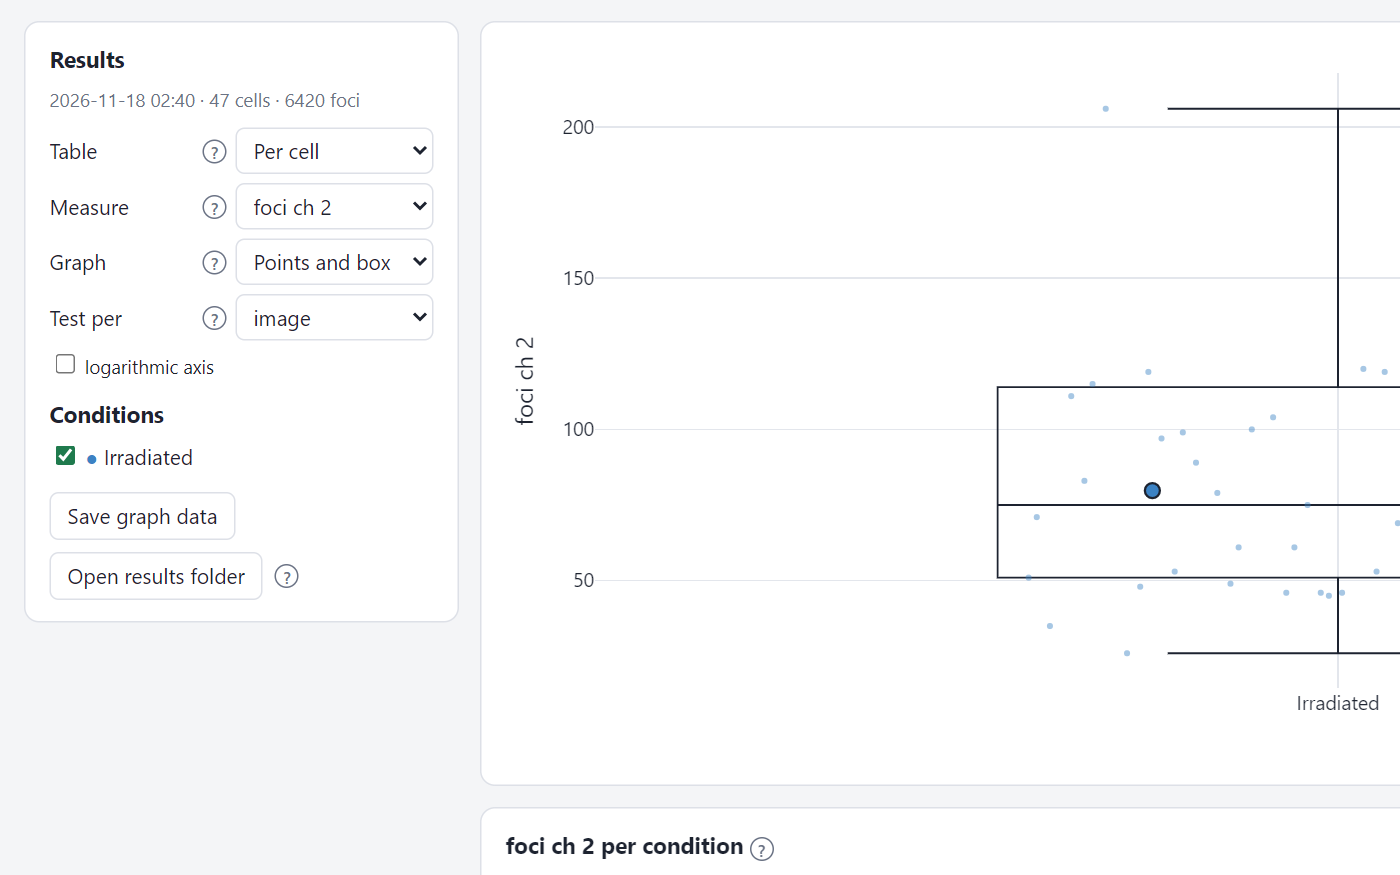 Results
2026-11-18 02:40 · 47 cells · 6420 foci
Table ? Per cell
Measure ? foci ch 2
Graph ? Points and box
Test per ? image
logarithmic axis
Conditions
Irradiated
Save graph data
Open results folder ?
200
150
100
50
foci ch 2
Irradiated
foci ch 2 per condition ?